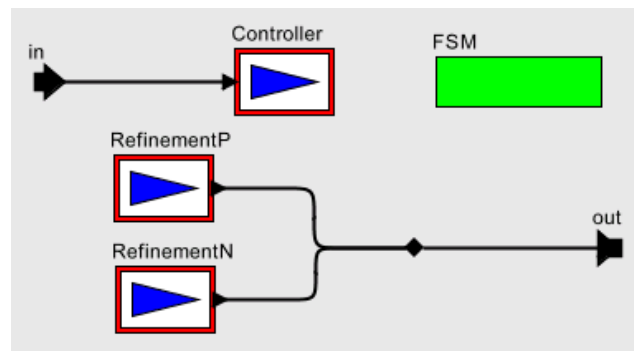 Controller
FSM
in
RefinementP
out
RefinementN